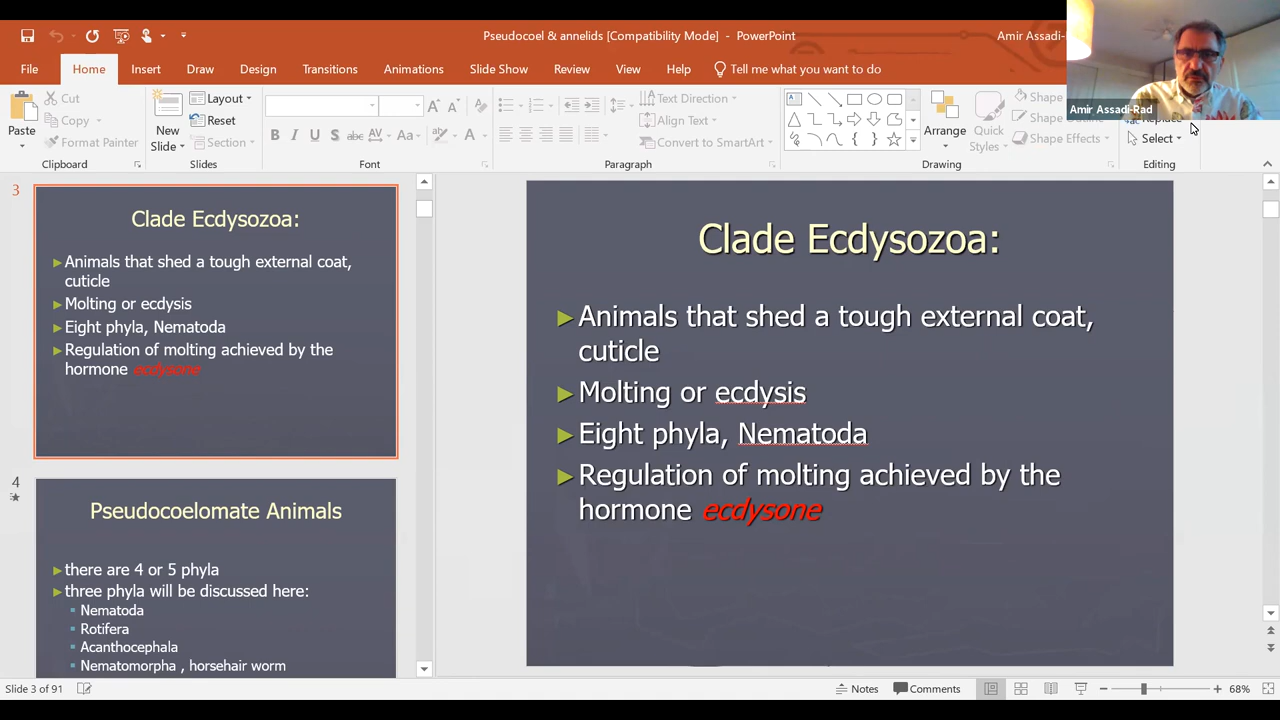 Pseudocoel & annelids [Compatibility Mode] - PowerPoint
Amir Assadi-
Amir Assadi-Rad
File Home Insert Draw Design Transitions Animations Slide Show Review View Help Tell me what you want to do
Paste
Cut
Copy
Format Painter
Clipboard
New
Slide
Layout
Reset
Section
Slides
B I U S abc AV Aa A
Font
Text Direction
Align Text
Convert to SmartArt
Paragraph
Arrange
Quick
Styles
Shape
Shape Outline
Shape Effects
Drawing
Replace
Select
Editing
3
Clade Ecdysozoa:
Animals that shed a tough external coat,
cuticle
Molting or ecdysis
Eight phyla, Nematoda
Regulation of molting achieved by the
hormone ecdysone
4
Pseudocoelomate Animals
there are 4 or 5 phyla
three phyla will be discussed here:
Nematoda
Rotifera
Acanthocephala
Nematomorpha , horsehair worm
Clade Ecdysozoa:
Animals that shed a tough external coat,
cuticle
Molting or ecdysis
Eight phyla, Nematoda
Regulation of molting achieved by the
hormone ecdysone
Slide 3 of 91
Notes
Comments
68%